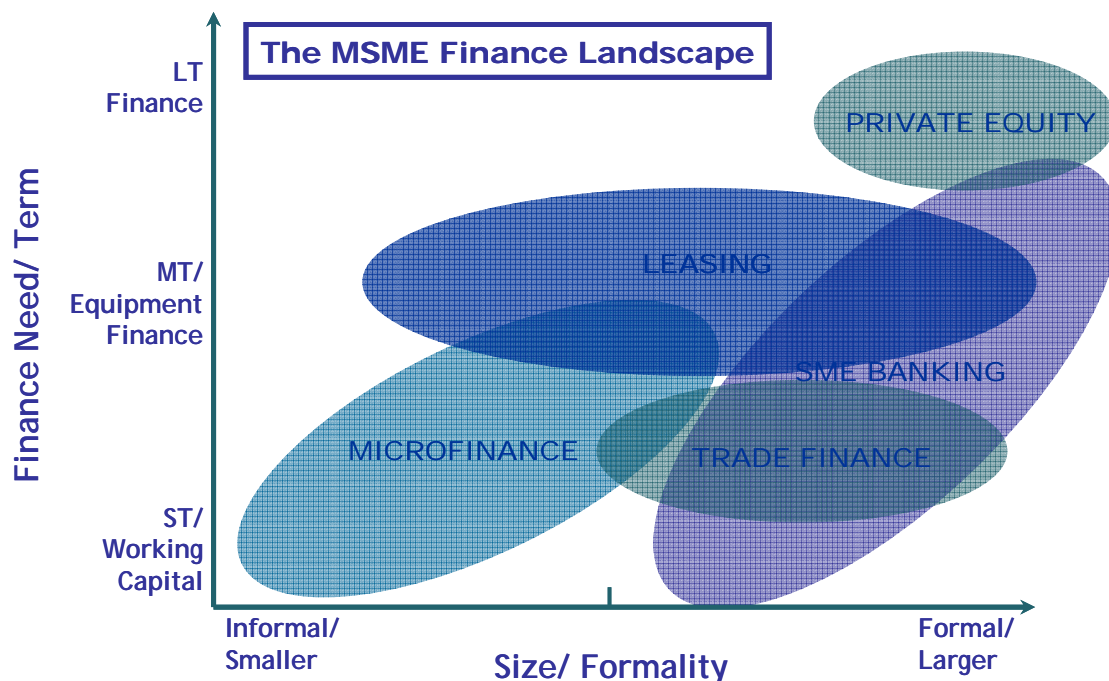 The MSME Finance Landscape
LT
Finance
PRIVATE EQUITY
Finance Need/ Term
LEASING
MT/
Equipment
Finance
SME BANKING
MICROFINANCE
TRADE FINANCE
ST/
Working
Capital
Informal/
Smaller
Formal/
Larger
Size/ Formality